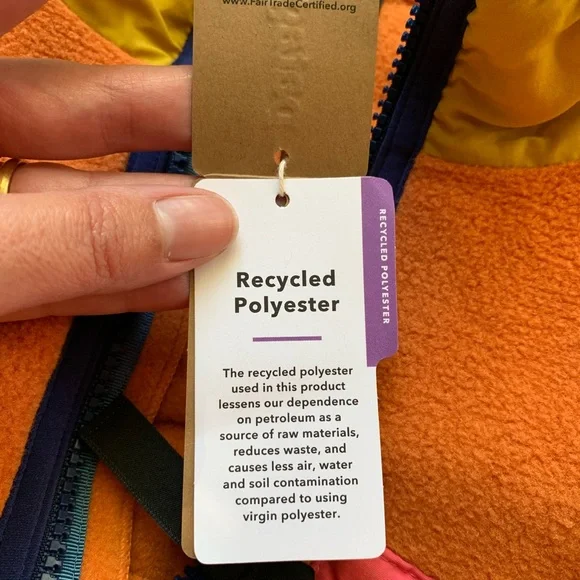 www.FairTradeCertified.org
RECYCLED POLYESTER
Recycled
Polyester
The recycled polyester
used in this product
lessens our dependence
on petroleum as a
source of raw materials,
reduces waste, and
causes less air, water
and soil contamination
compared to using
virgin polyester.